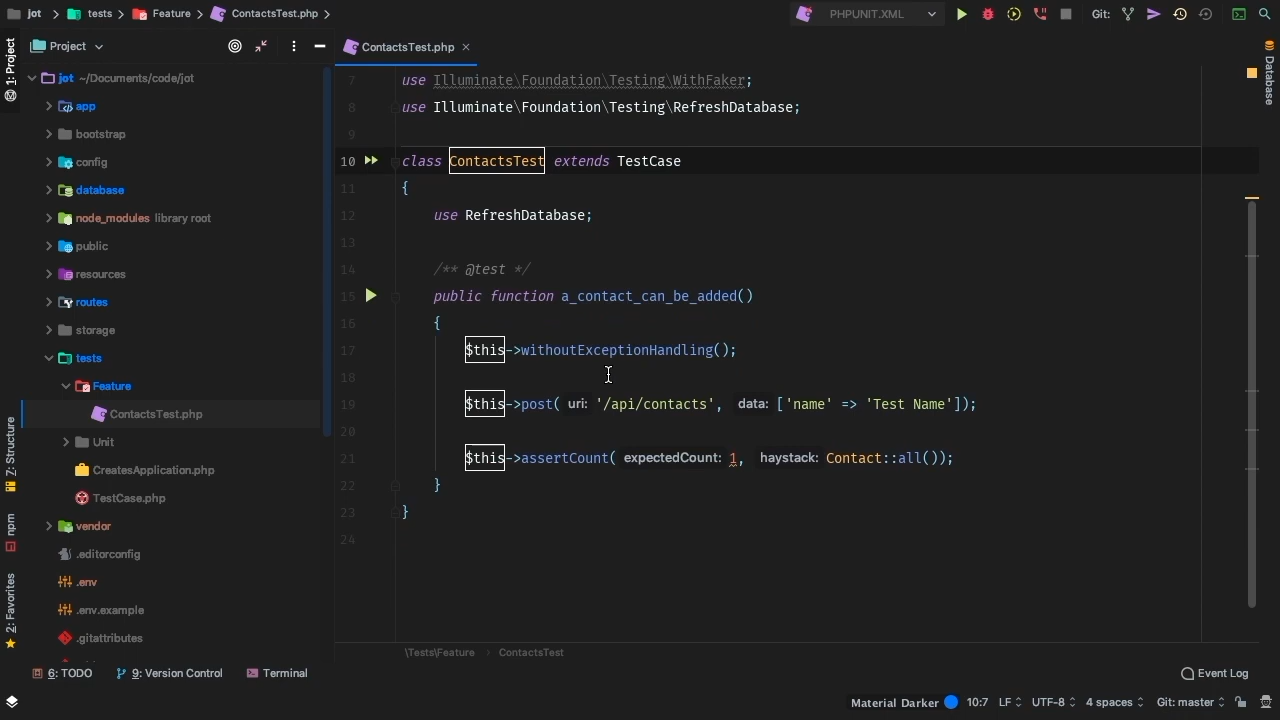 jot tests Feature ContactsTest.php PHPUNIT.XML Git:
1: Project
Project
jot ~/Documents/code/jot
app
bootstrap
config
database
node_modules library root
public
resources
routes
storage
tests
Feature
ContactsTest.php
Unit
CreatesApplication.php
TestCase.php
vendor
.editorconfig
.env
.env.example
.gitattributes
7: Structure
npm
2: Favorites
ContactsTest.php
7 use Illuminate\Foundation\Testing\WithFaker;
8 use Illuminate\Foundation\Testing\RefreshDatabase;
9
10 class ContactsTest extends TestCase
11 {
12 use RefreshDatabase;
13
14 /** @test */
15 public function a_contact_can_be_added()
16 {
17 $this->withoutExceptionHandling();
18
19 $this->post( uri: '/api/contacts', data: ['name' => 'Test Name']);
20
21 $this->assertCount( expectedCount: 1, haystack: Contact::all());
22 }
23 }
24
\Tests\Feature › ContactsTest
Database
6: TODO 9: Version Control Terminal Event Log
Material Darker 10:7 LF UTF-8 4 spaces Git: master